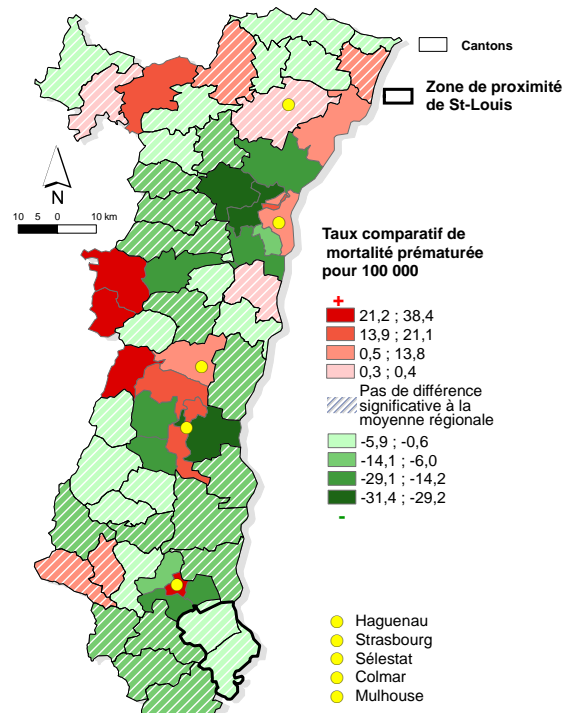 Cantons
Zone de proximité
de St-Louis
N
10 5 0 10 km
Taux comparatif de
mortalité prématurée
pour 100 000
+
21,2 ; 38,4
13,9 ; 21,1
0,5 ; 13,8
0,3 ; 0,4
Pas de différence
significative à la
moyenne régionale
-5,9 ; -0,6
-14,1 ; -6,0
-29,1 ; -14,2
-31,4 ; -29,2
-
Haguenau
Strasbourg
Sélestat
Colmar
Mulhouse